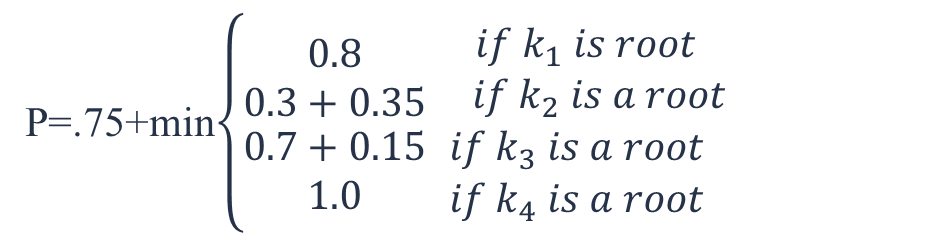 0.8 if k₁ is root
0.3 + 0.35 if k₂ is a root
P=.75+min{
0.7 + 0.15 if k₃ is a root
1.0 if k₄ is a root